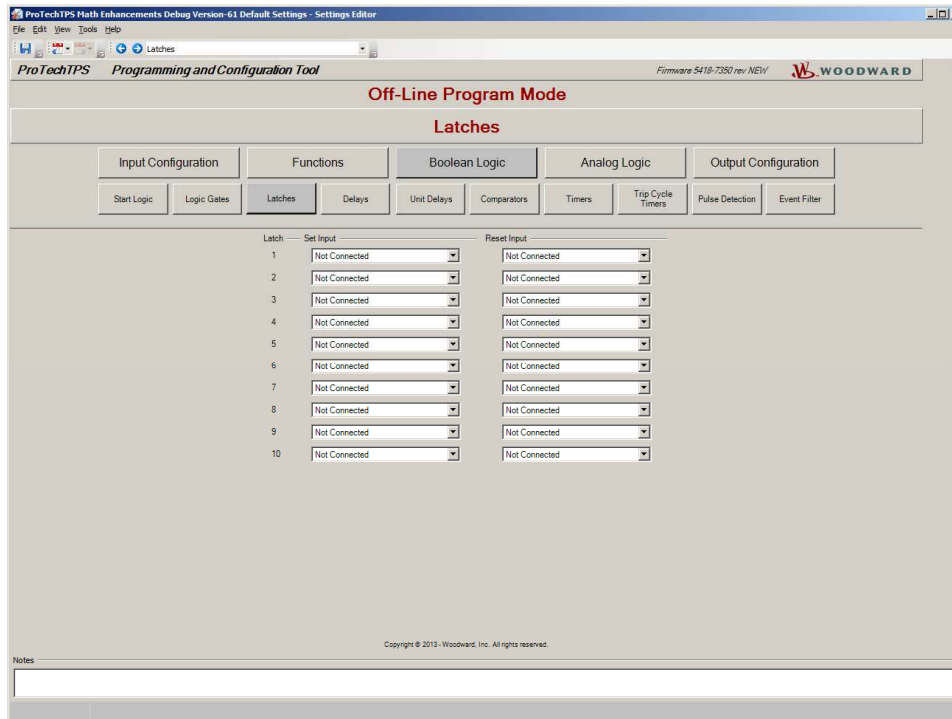 ProTechTPS Math Enhancements Debug Version-61 Default Settings - Settings Editor
File Edit View Tools Help
Latches
ProTechTPS Programming and Configuration Tool Firmware 5418-7350 rev NEW WOODWARD
Off-Line Program Mode
Latches
Input Configuration Functions Boolean Logic Analog Logic Output Configuration
Start Logic Logic Gates Latches Delays Unit Delays Comparators Timers Trip Cycle Timers Pulse Detection Event Filter
Latch Set Input Reset Input
1 Not Connected Not Connected
2 Not Connected Not Connected
3 Not Connected Not Connected
4 Not Connected Not Connected
5 Not Connected Not Connected
6 Not Connected Not Connected
7 Not Connected Not Connected
8 Not Connected Not Connected
9 Not Connected Not Connected
10 Not Connected Not Connected
Copyright © 2013 - Woodward, Inc. All rights reserved.
Notes